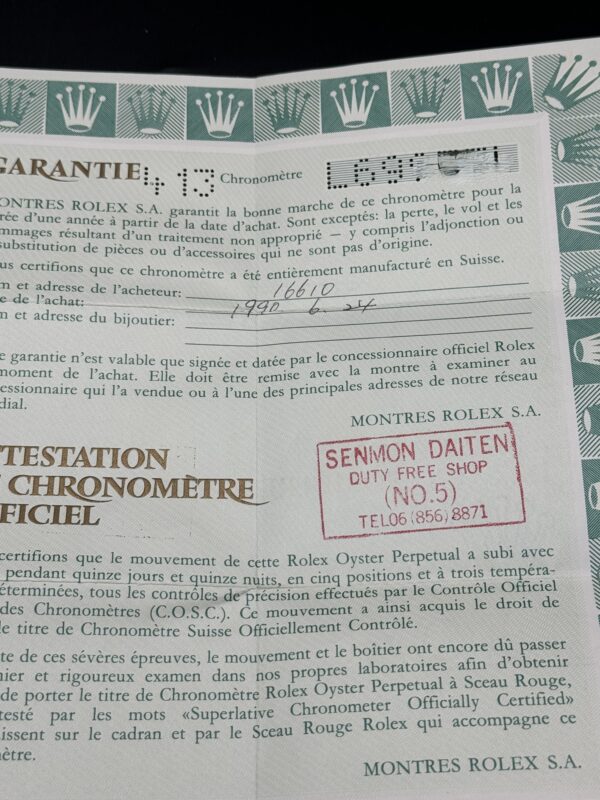 GARANTIE 413 Chronomètre L69
MONTRES ROLEX S.A. garantit la bonne marche de ce chronomètre pour la
rée d'une année à partir de la date d'achat. Sont exceptés: la perte, le vol et les
mmages résultant d'un traitement non approprié – y compris l'adjonction ou
substitution de pièces ou d'accessoires qui ne sont pas d'origine.
us certifions que ce chronomètre a été entièrement manufacturé en Suisse.
m et adresse de l'acheteur: 16610
e de l'achat: 1990 6. 24
m et adresse du bijoutier:
e garantie n'est valable que signée et datée par le concessionnaire officiel Rolex
moment de l'achat. Elle doit être remise avec la montre à examiner au
cessionnaire qui l'a vendue ou à l'une des principales adresses de notre réseau
dial.
MONTRES ROLEX S.A.
TESTATION
CHRONOMÈTRE
FICIEL
SENMON DAITEN
DUTY FREE SHOP
(NO.5)
TEL06(856)8871
certifions que le mouvement de cette Rolex Oyster Perpetual a subi avec
pendant quinze jours et quinze nuits, en cinq positions et à trois tempéra-
éterminées, tous les contrôles de précision effectués par le Contrôle Officiel
des Chronomètres (C.O.S.C.). Ce mouvement a ainsi acquis le droit de
le titre de Chronomètre Suisse Officiellement Contrôlé.
te de ces sévères épreuves, le mouvement et le boîtier ont encore dû passer
nier et rigoureux examen dans nos propres laboratoires afin d'obtenir
de porter le titre de Chronomètre Rolex Oyster Perpetual à Sceau Rouge,
testé par les mots «Superlative Chronometer Officially Certified»
issent sur le cadran et par le Sceau Rouge Rolex qui accompagne ce
mètre.
MONTRES ROLEX S.A.